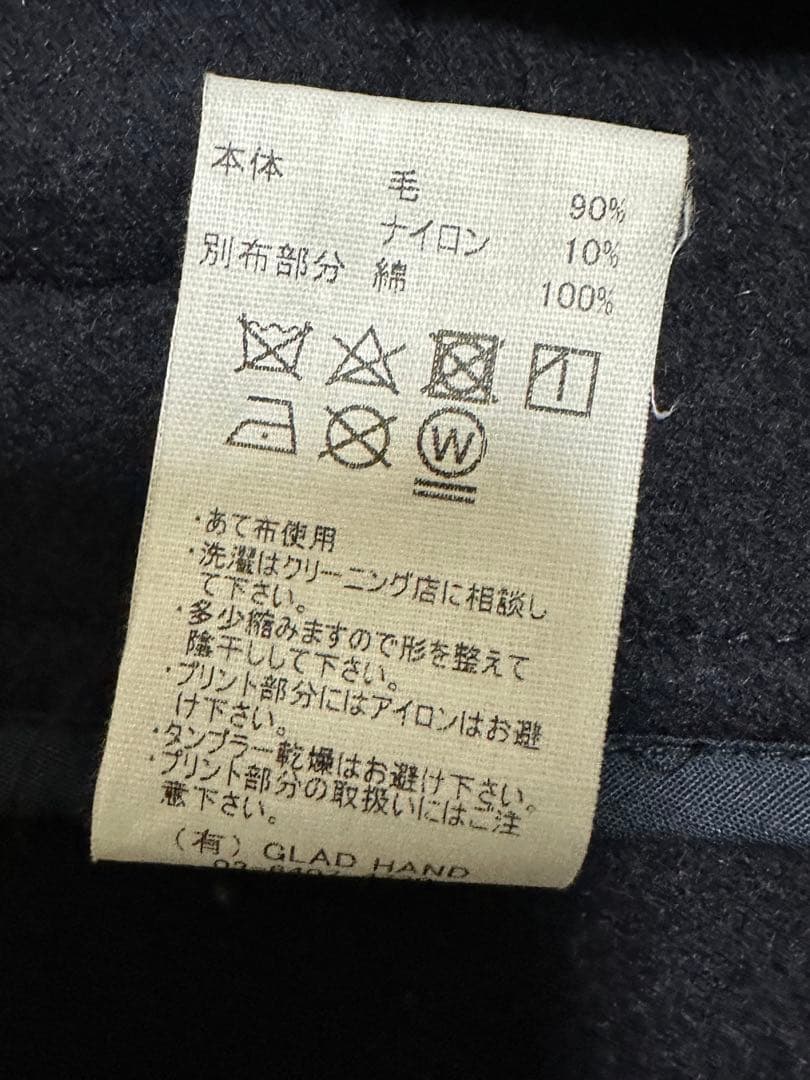 本体 毛 90%
ナイロン 10%
別布部分 綿 100%
W
・あて布使用
・洗濯はクリーニング店に相談し
て下さい。
・多少縮みますので形を整えて
陰干しして下さい。
・プリント部分にはアイロンはお避
け下さい。
・タンブラー乾燥はお避け下さい。
・プリント部分の取扱いにはご注
意下さい。
(有) GLAD HAND